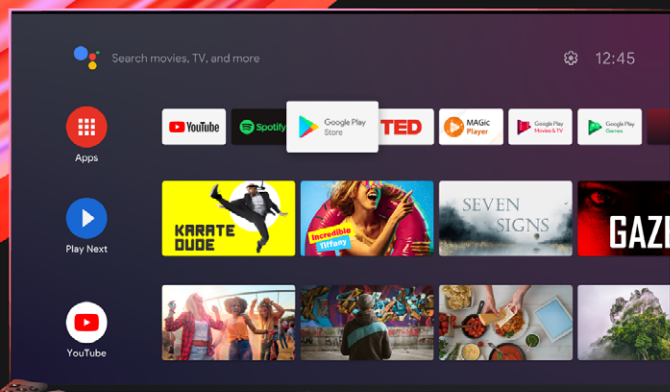 Search movies, TV, and more
12:45
Apps
YouTube
Spotify
Google Play
Store
TED
MAGiC
Player
Google Play
Movies & TV
Google Play
Games
Play Next
KARATE
DUDE
Incredible
Tiffany
SEVEN
SIGNS
GAZ
YouTube